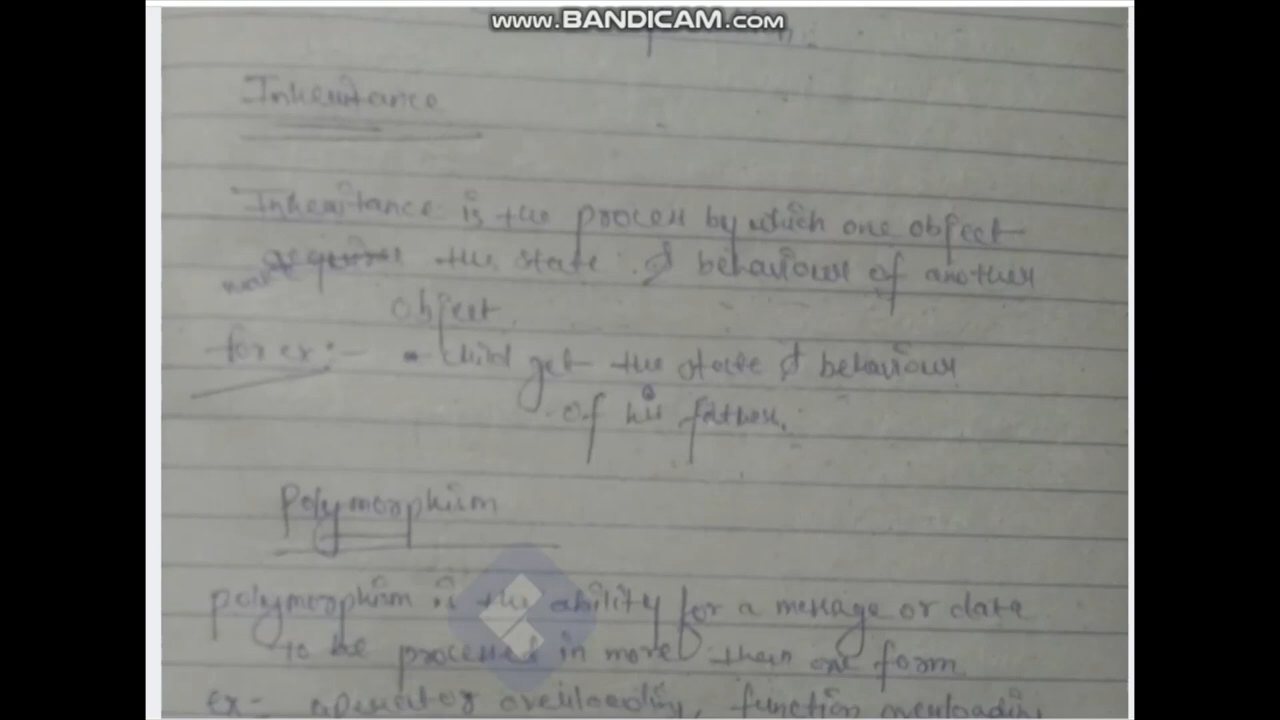 www.BANDICAM.com
Inheritance
Inheritance is the process by which one object
acquires the state & behaviour of another
object
for ex:- child get the state & behaviour
of his father.
Polymorphism
polymorphism is the ability for a message or data
to be processed in more than one form
ex- operator overloading, function overloading